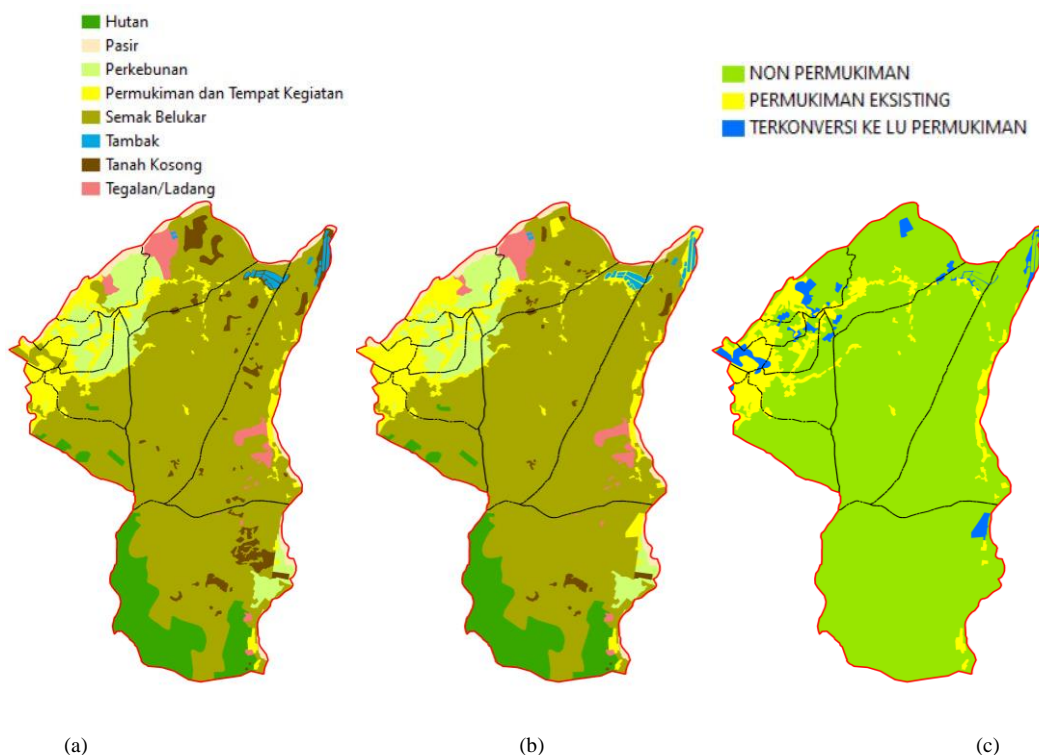 Hutan
Pasir
Perkebunan
Permukiman dan Tempat Kegiatan
Semak Belukar
Tambak
Tanah Kosong
Tegalan/Ladang
NON PERMUKIMAN
PERMUKIMAN EKSISTING
TERKONVERSI KE LU PERMUKIMAN
(a) (b) (c)